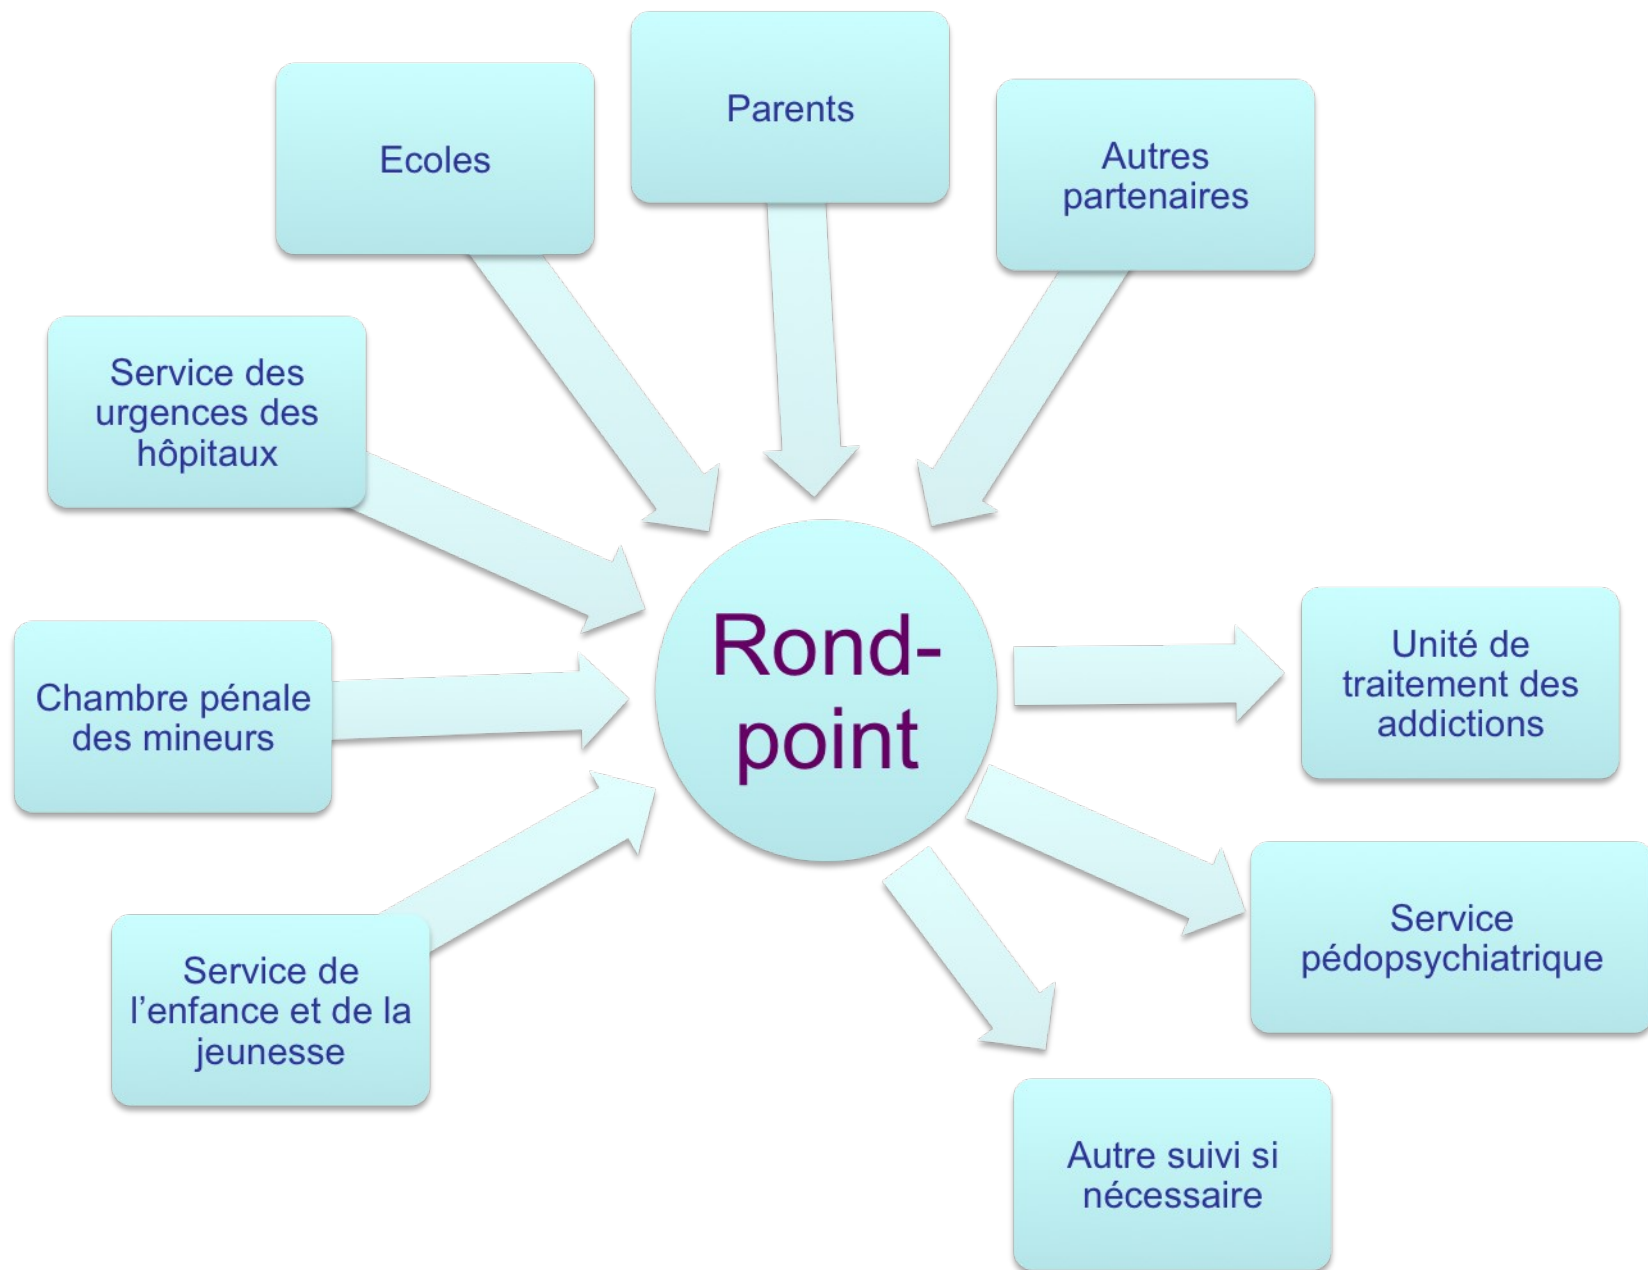 Parents
Ecoles
Autres
partenaires
Service des
urgences des
hôpitaux
Chambre pénale
des mineurs
Service de
l’enfance et de la
jeunesse
Rond-
point
Unité de
traitement des
addictions
Service
pédopsychiatrique
Autre suivi si
nécessaire